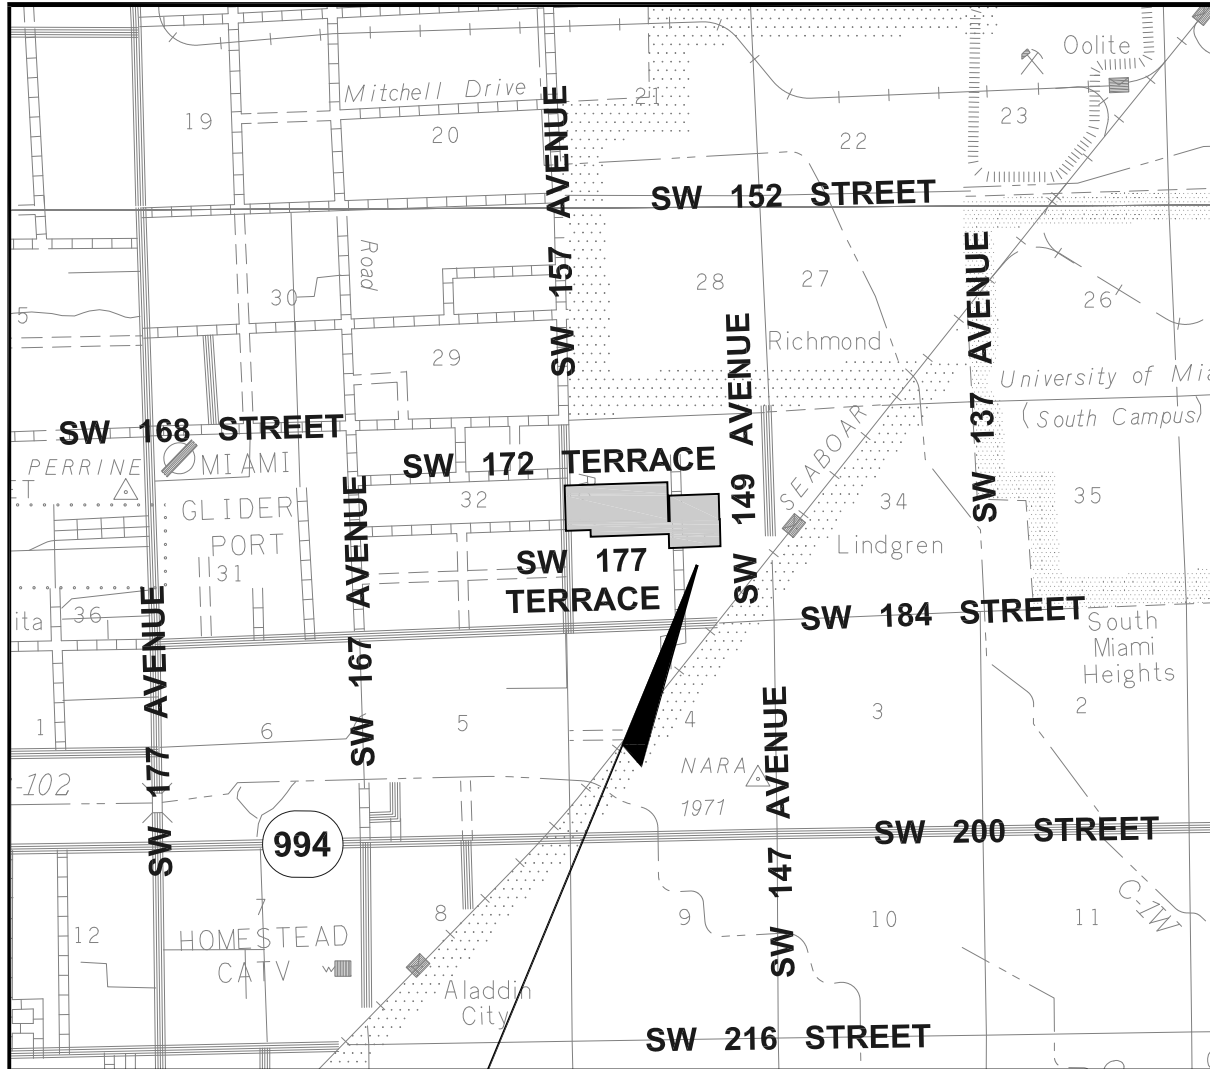 Oolite
Mitchell Drive
21
23
19
20
22
SW 157 AVENUE
SW 152 STREET
Road
28
27
30
26
5
SW 137 AVENUE
Richmond
29
SW 149 AVENUE
University of Mia
(South Campus)
SEABOAR
SW 168 STREET
PERRINE
MIAMI
SW 172 TERRACE
ET
32
34
35
GLIDER
PORT
31
SW 167 AVENUE
Lindgren
SW 177
TERRACE
SW 177 AVENUE
ita
36
SW 184 STREET
South
Miami
Heights
1
6
5
4
3
2
SW 147 AVENUE
NARA
1971
-102
994
SW 200 STREET
C-1W
7
8
9
10
11
12
HOMESTEAD
CATV
Aladdin
City
SW 216 STREET